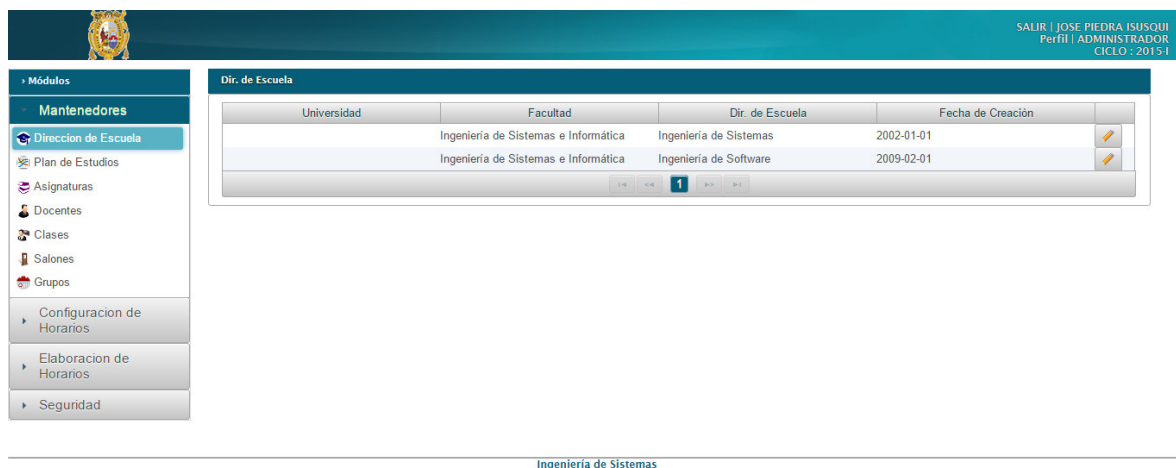 SALIR | JOSE PIEDRA ISUSQUI
Perfil | ADMINISTRADOR
CICLO : 2015-I
› Módulos
Mantenedores
Direccion de Escuela
Plan de Estudios
Asignaturas
Docentes
Clases
Salones
Grupos
Configuracion de
Horarios
Elaboracion de
Horarios
Seguridad
Dir. de Escuela
Universidad Facultad Dir. de Escuela Fecha de Creaciòn
Ingeniería de Sistemas e Informática Ingeniería de Sistemas 2002-01-01
Ingeniería de Sistemas e Informática Ingeniería de Software 2009-02-01
1
Ingeniería de Sistemas